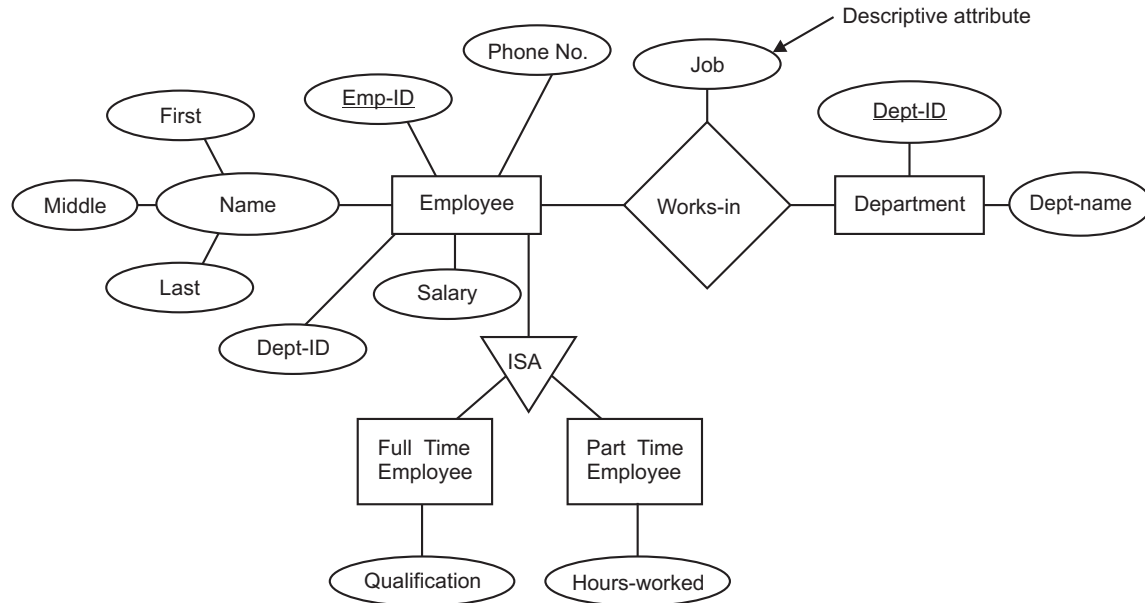 Descriptive attribute
Phone No.
Job
Emp-ID
Dept-ID
First
Middle
Name
Employee
Works-in
Department
Dept-name
Last
Salary
Dept-ID
ISA
Full Time
Employee
Part Time
Employee
Qualification
Hours-worked